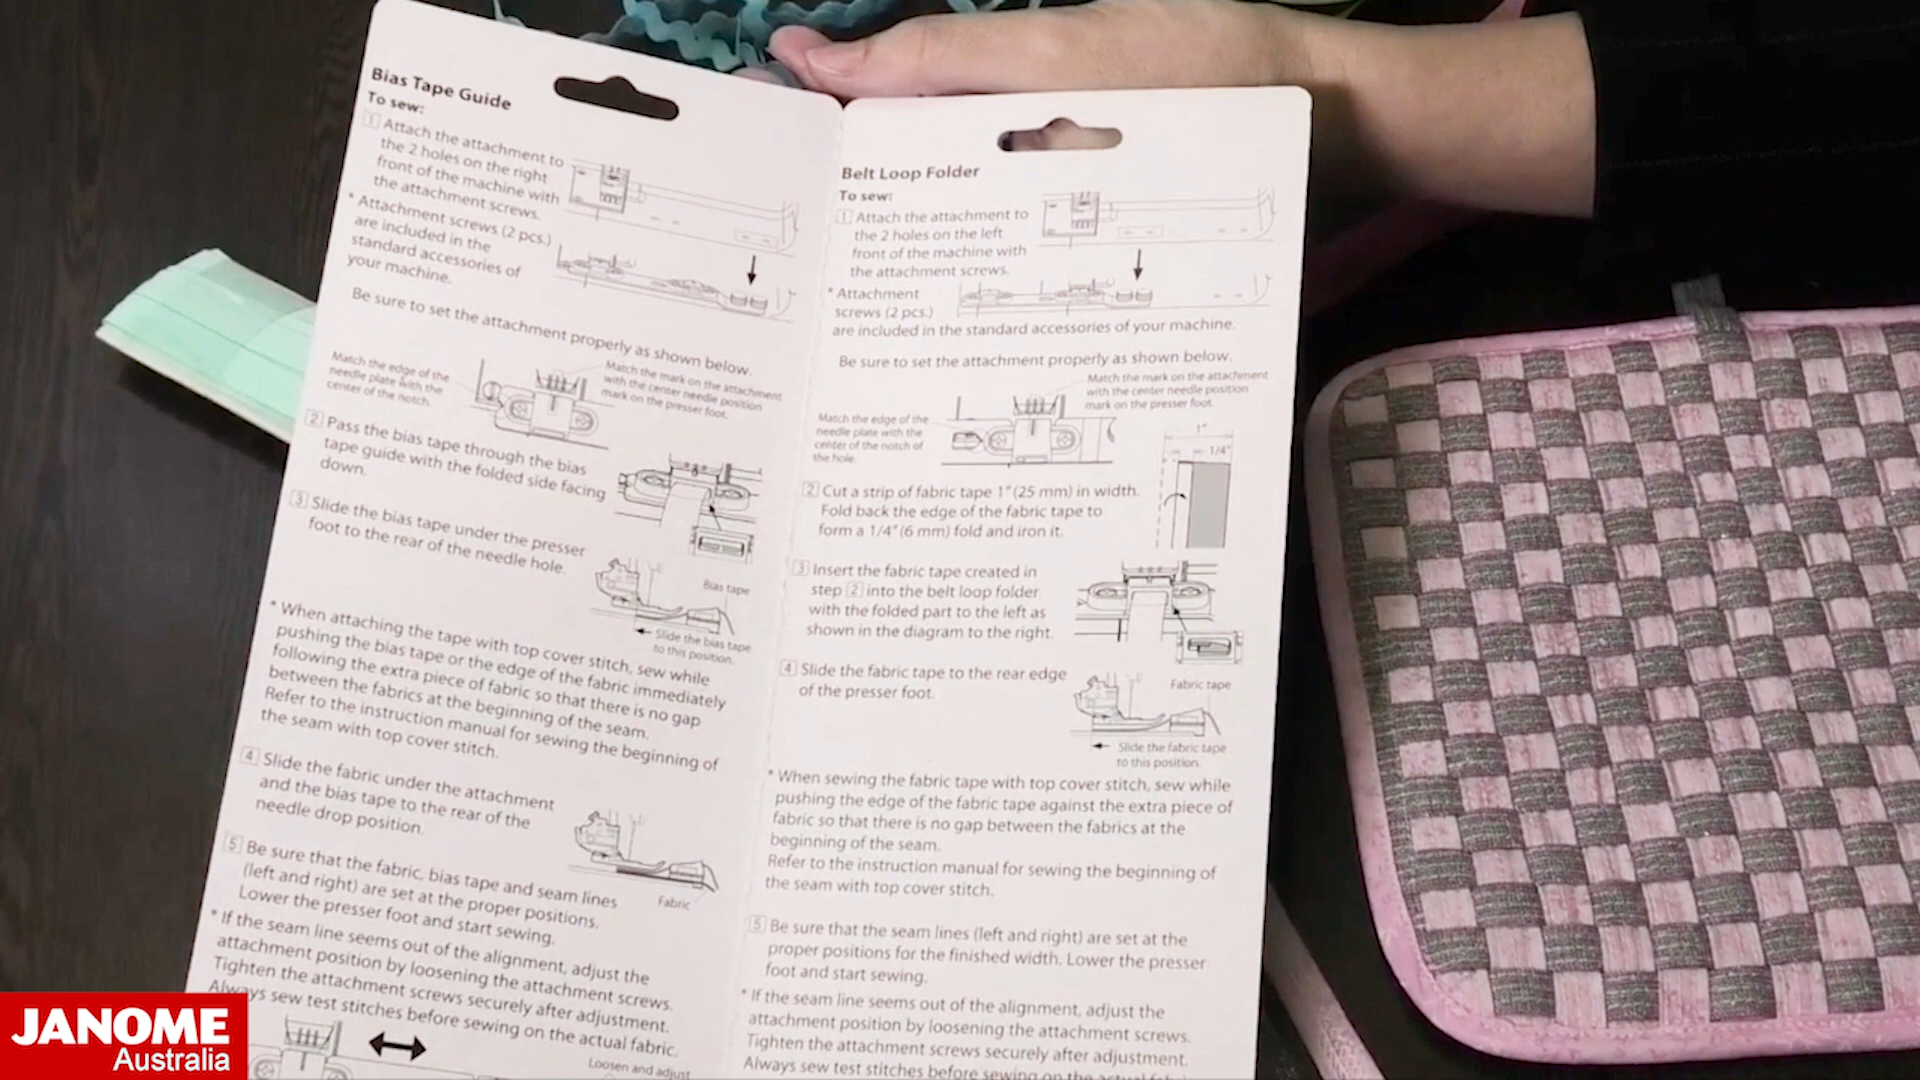 Bias Tape Guide
To sew:
1 Attach the attachment to
the 2 holes on the right
front of the machine with
the attachment screws.
* Attachment screws (2 pcs.)
are included in the
standard accessories of
your machine.
Be sure to set the attachment properly as shown below.
Match the edge of the
needle plate with the
center of the notch.
Match the mark on the attachment
with the center needle position
mark on the presser foot.
2 Pass the bias tape through the bias
tape guide with the folded side facing
down.
3 Slide the bias tape under the presser
foot to the rear of the needle hole.
Bias tape
Slide the bias tape
to this position.
* When attaching the tape with top cover stitch, sew while
pushing the bias tape or the edge of the fabric immediately
following the extra piece of fabric so that there is no gap
between the fabrics at the beginning of the seam.
Refer to the instruction manual for sewing the beginning of
the seam with top cover stitch.
4 Slide the fabric under the attachment
and the bias tape to the rear of the
needle drop position.
Fabric
5 Be sure that the fabric, bias tape and seam lines
(left and right) are set at the proper positions.
Lower the presser foot and start sewing.
* If the seam line seems out of the alignment, adjust the
attachment position by loosening the attachment screws.
Tighten the attachment screws securely after adjustment.
Always sew test stitches before sewing on the actual fabric.
Loosen and adjust
Belt Loop Folder
To sew:
1 Attach the attachment to
the 2 holes on the left
front of the machine with
the attachment screws.
* Attachment
screws (2 pcs.)
are included in the standard accessories of your machine.
Be sure to set the attachment properly as shown below.
Match the mark on the attachment
with the center needle position
mark on the presser foot.
Match the edge of the
needle plate with the
center of the notch of
the hole.
1"
1/4"
2 Cut a strip of fabric tape 1" (25 mm) in width.
Fold back the edge of the fabric tape to
form a 1/4" (6 mm) fold and iron it.
3 Insert the fabric tape created in
step 2 into the belt loop folder
with the folded part to the left as
shown in the diagram to the right.
4 Slide the fabric tape to the rear edge
of the presser foot.
Fabric tape
Slide the fabric tape
to this position.
* When sewing the fabric tape with top cover stitch, sew while
pushing the edge of the fabric tape against the extra piece of
fabric so that there is no gap between the fabrics at the
beginning of the seam.
Refer to the instruction manual for sewing the beginning of
the seam with top cover stitch.
5 Be sure that the seam lines (left and right) are set at the
proper positions for the finished width. Lower the presser
foot and start sewing.
* If the seam line seems out of the alignment, adjust the
attachment position by loosening the attachment screws.
Tighten the attachment screws securely after adjustment.
Always sew test stitches before sewing on the
JANOME
Australia